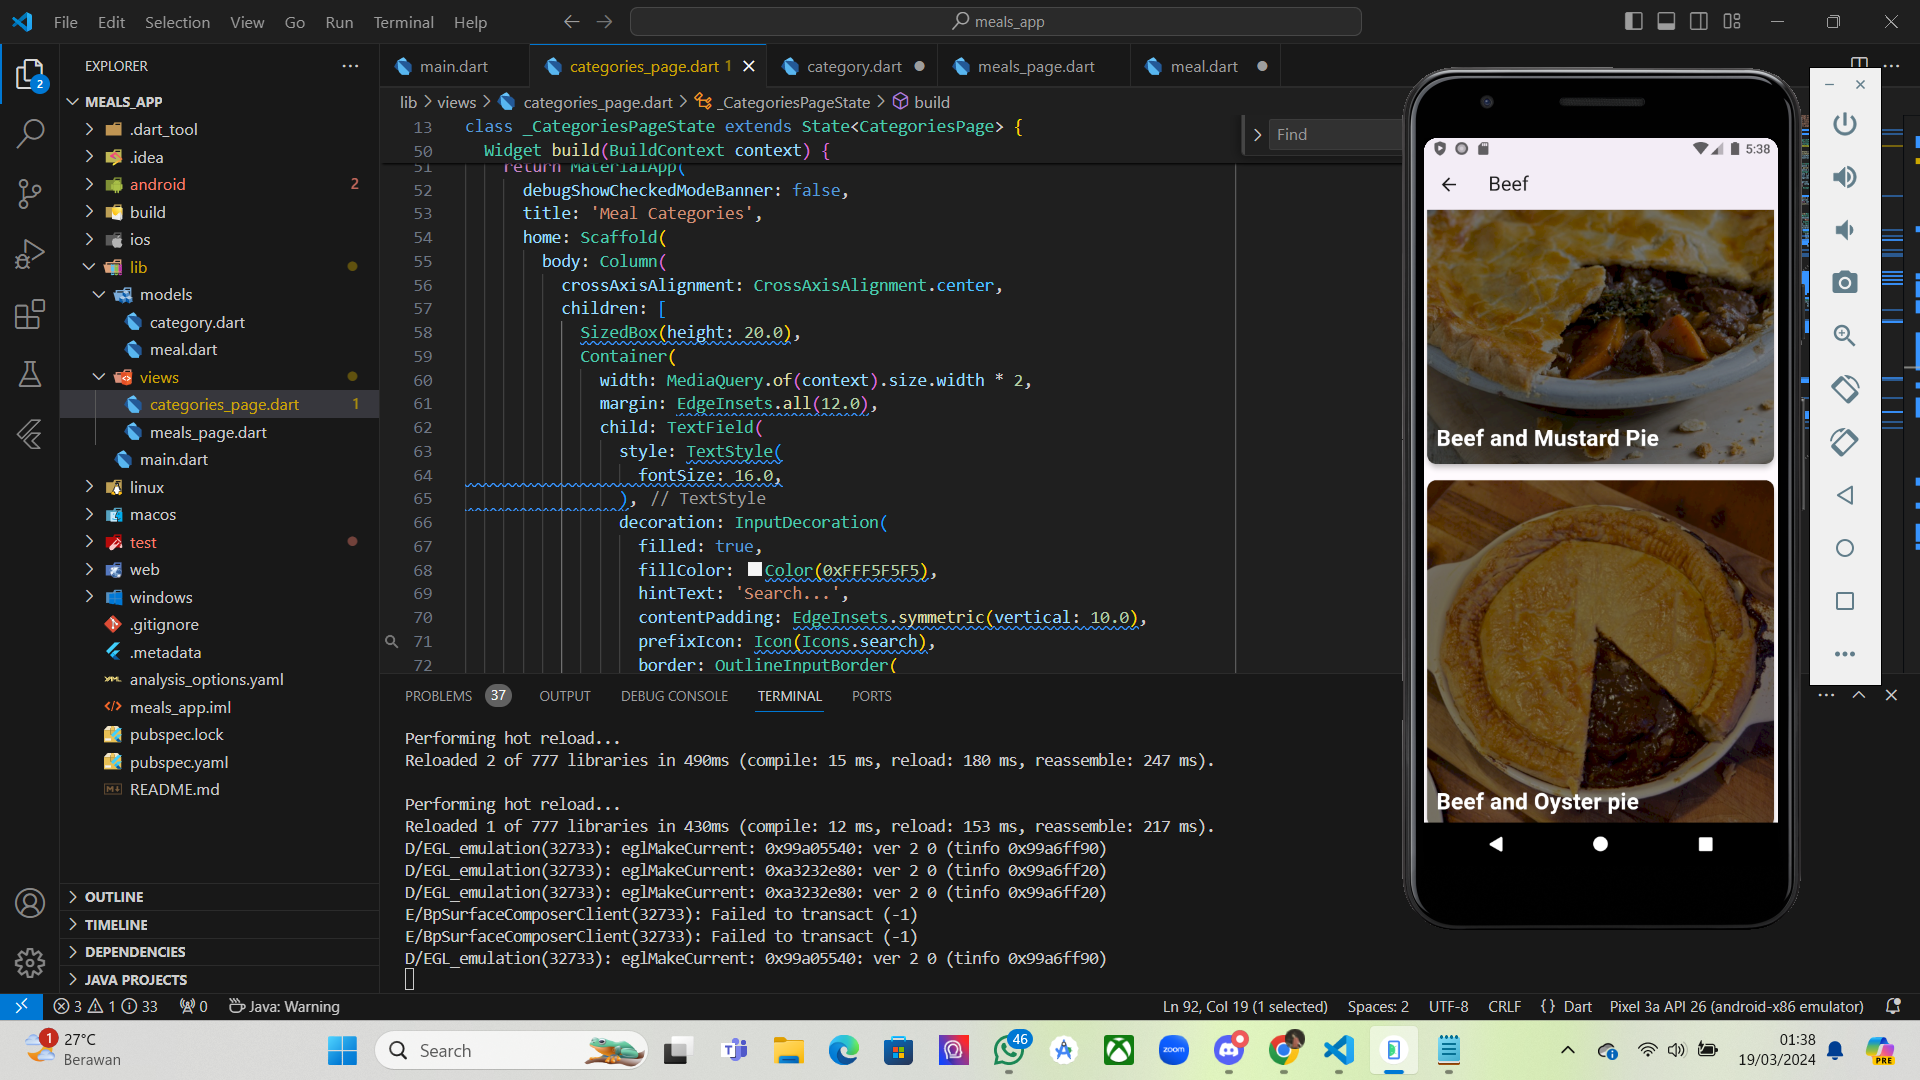 File Edit Selection View Go Run Terminal Help
meals_app
EXPLORER
MEALS_APP
.dart_tool
.idea
android 2
build
ios
lib
models
category.dart
meal.dart
views
categories_page.dart 1
meals_page.dart
main.dart
linux
macos
test
web
windows
.gitignore
.metadata
analysis_options.yaml
meals_app.iml
pubspec.lock
pubspec.yaml
README.md
OUTLINE
TIMELINE
DEPENDENCIES
JAVA PROJECTS
2
main.dart
categories_page.dart 1
category.dart
meals_page.dart
meal.dart
lib > views > categories_page.dart > _CategoriesPageState > build
Find
13 class _CategoriesPageState extends State<CategoriesPage> {
50 Widget build(BuildContext context) {
51 return MaterialApp(
52 debugShowCheckedModeBanner: false,
53 title: 'Meal Categories',
54 home: Scaffold(
55 body: Column(
56 crossAxisAlignment: CrossAxisAlignment.center,
57 children: [
58 SizedBox(height: 20.0),
59 Container(
60 width: MediaQuery.of(context).size.width * 2,
61 margin: EdgeInsets.all(12.0),
62 child: TextField(
63 style: TextStyle(
64 fontSize: 16.0,
65 ), // TextStyle
66 decoration: InputDecoration(
67 filled: true,
68 fillColor: Color(0xFFF5F5F5),
69 hintText: 'Search...',
70 contentPadding: EdgeInsets.symmetric(vertical: 10.0),
71 prefixIcon: Icon(Icons.search),
72 border: OutlineInputBorder(
PROBLEMS 37 OUTPUT DEBUG CONSOLE TERMINAL PORTS
Performing hot reload...
Reloaded 2 of 777 libraries in 490ms (compile: 15 ms, reload: 180 ms, reassemble: 247 ms).
Performing hot reload...
Reloaded 1 of 777 libraries in 430ms (compile: 12 ms, reload: 153 ms, reassemble: 217 ms).
D/EGL_emulation(32733): eglMakeCurrent: 0x99a05540: ver 2 0 (tinfo 0x99a6ff90)
D/EGL_emulation(32733): eglMakeCurrent: 0xa3232e80: ver 2 0 (tinfo 0x99a6ff20)
D/EGL_emulation(32733): eglMakeCurrent: 0xa3232e80: ver 2 0 (tinfo 0x99a6ff20)
E/BpSurfaceComposerClient(32733): Failed to transact (-1)
E/BpSurfaceComposerClient(32733): Failed to transact (-1)
D/EGL_emulation(32733): eglMakeCurrent: 0x99a05540: ver 2 0 (tinfo 0x99a6ff90)
5:38
Beef
Beef and Mustard Pie
Beef and Oyster pie
3 1 33 0 Java: Warning
Ln 92, Col 19 (1 selected) Spaces: 2 UTF-8 CRLF {} Dart Pixel 3a API 26 (android-x86 emulator)
1
27°C
Berawan
Search
46
zoom
PRE
01:38
19/03/2024